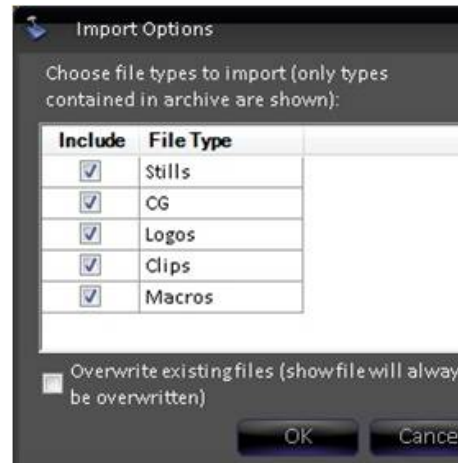 Import Options
Choose file types to import (only types
contained in archive are shown):
Include File Type
Stills
CG
Logos
Clips
Macros
Overwrite existing files (show file will alway
be overwritten)
OK Cance